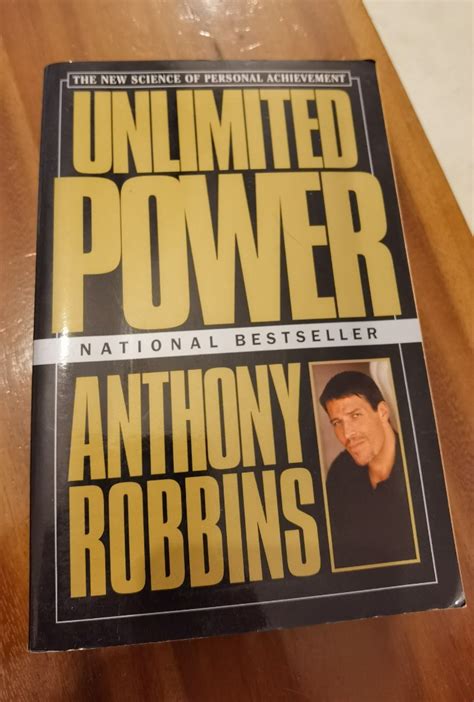 THE NEW SCIENCE OF PERSONAL ACHIEVEMENT
UNLIMITED
POWER
NATIONAL BESTSELLER
ANTHONY
ROBBINS